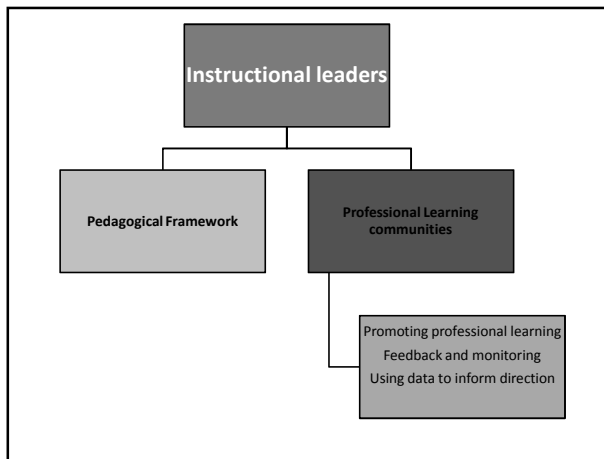 Instructional leaders
Pedagogical Framework
Professional Learning
communities
Promoting professional learning
Feedback and monitoring
Using data to inform direction